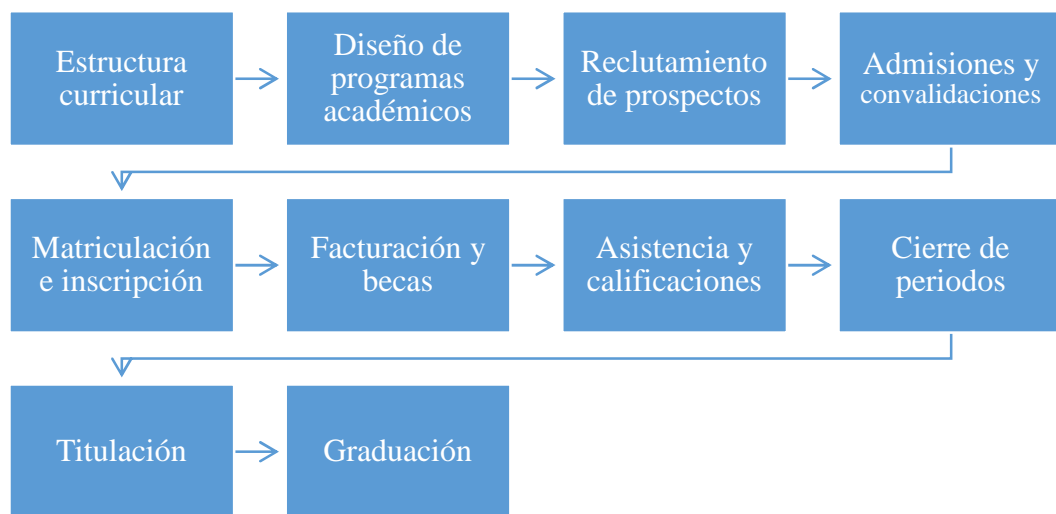 Estructura
curricular
Diseño de
programas
académicos
Reclutamiento
de prospectos
Admisiones y
convalidaciones
Matriculación
e inscripción
Facturación y
becas
Asistencia y
calificaciones
Cierre de
periodos
Titulación
Graduación